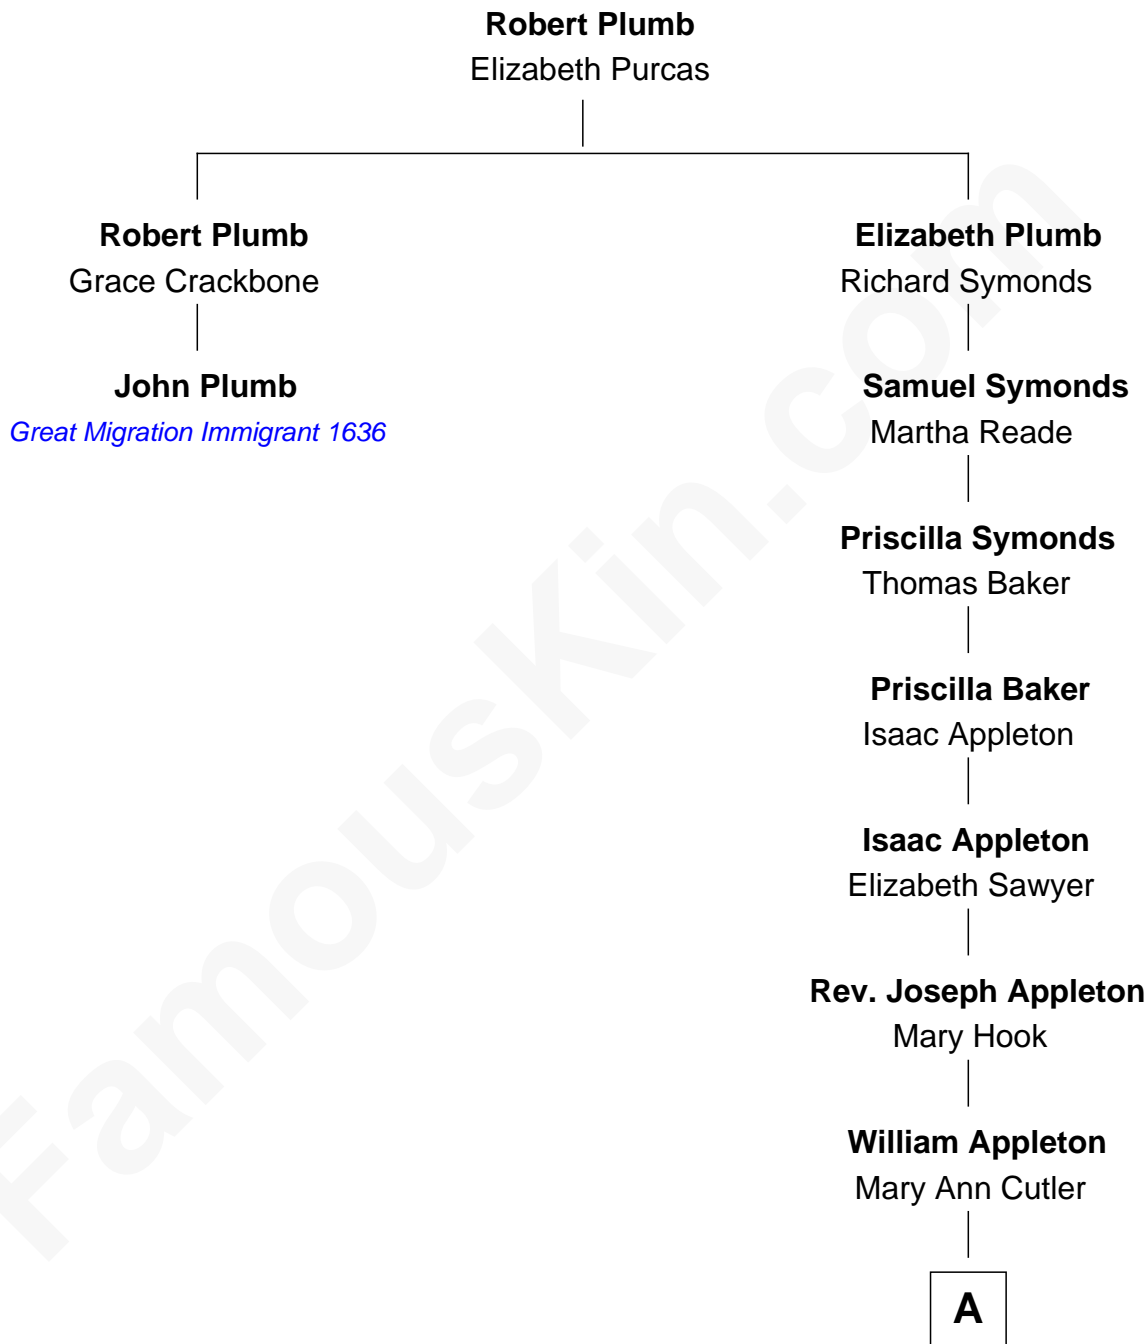 Robert Plumb
Elizabeth Purcas
Robert Plumb
Grace Crackbone
John Plumb
Great Migration Immigrant 1636
Elizabeth Plumb
Richard Symonds
Samuel Symonds
Martha Reade
Priscilla Symonds
Thomas Baker
Priscilla Baker
Isaac Appleton
Isaac Appleton
Elizabeth Sawyer
Rev. Joseph Appleton
Mary Hook
William Appleton
Mary Ann Cutler
A
FamousKin.com